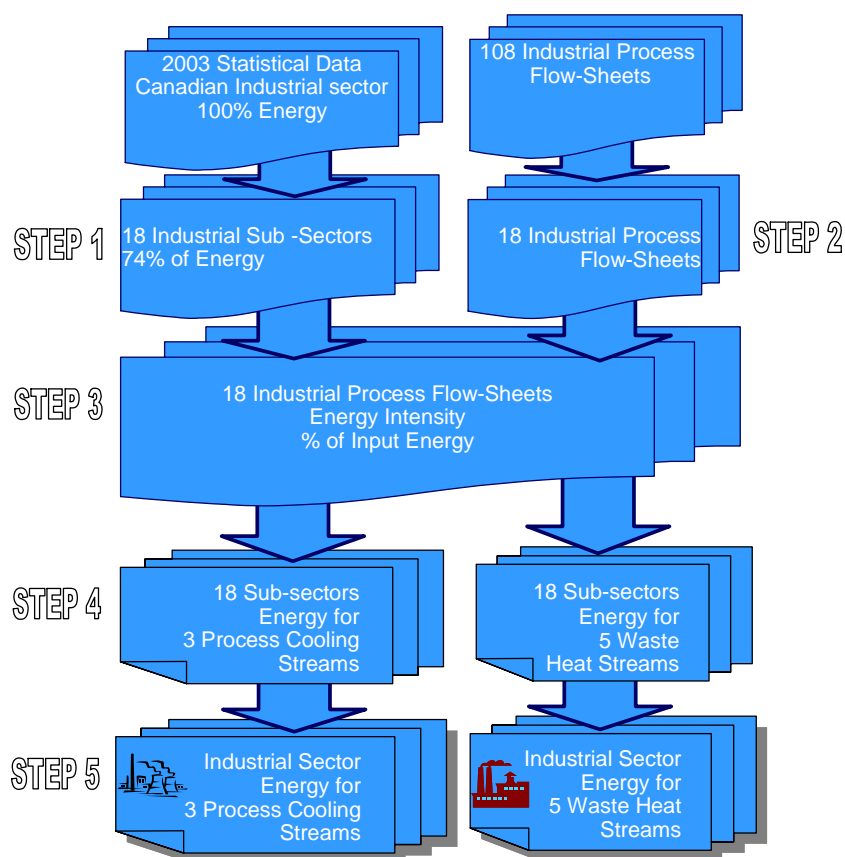 2003 Statistical Data
Canadian Industrial sector
100% Energy
108 Industrial Process
Flow-Sheets
STEP 1
18 Industrial Sub -Sectors
74% of Energy
18 Industrial Process
Flow-Sheets
STEP 2
STEP 3
18 Industrial Process Flow-Sheets
Energy Intensity
% of Input Energy
STEP 4
18 Sub-sectors
Energy for
3 Process Cooling
Streams
18 Sub-sectors
Energy for
5 Waste
Heat Streams
STEP 5
Industrial Sector
Energy for
3 Process Cooling
Streams
Industrial Sector
Energy for
5 Waste Heat
Streams